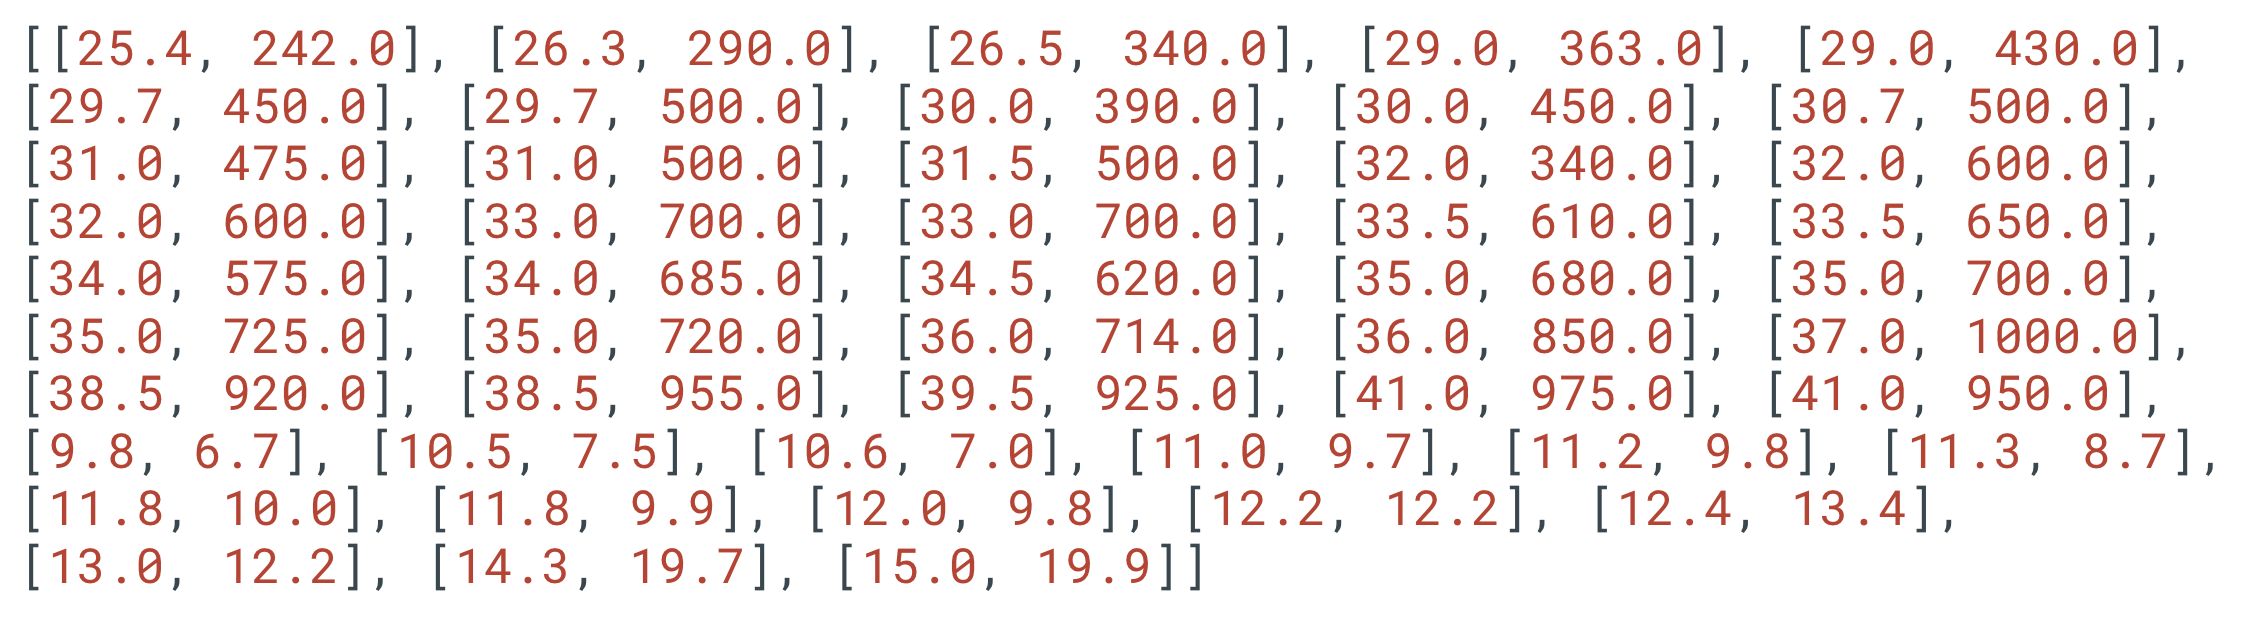 [[25.4, 242.0], [26.3, 290.0], [26.5, 340.0], [29.0, 363.0], [29.0, 430.0],
[29.7, 450.0], [29.7, 500.0], [30.0, 390.0], [30.0, 450.0], [30.7, 500.0],
[31.0, 475.0], [31.0, 500.0], [31.5, 500.0], [32.0, 340.0], [32.0, 600.0],
[32.0, 600.0], [33.0, 700.0], [33.0, 700.0], [33.5, 610.0], [33.5, 650.0],
[34.0, 575.0], [34.0, 685.0], [34.5, 620.0], [35.0, 680.0], [35.0, 700.0],
[35.0, 725.0], [35.0, 720.0], [36.0, 714.0], [36.0, 850.0], [37.0, 1000.0],
[38.5, 920.0], [38.5, 955.0], [39.5, 925.0], [41.0, 975.0], [41.0, 950.0],
[9.8, 6.7], [10.5, 7.5], [10.6, 7.0], [11.0, 9.7], [11.2, 9.8], [11.3, 8.7],
[11.8, 10.0], [11.8, 9.9], [12.0, 9.8], [12.2, 12.2], [12.4, 13.4],
[13.0, 12.2], [14.3, 19.7], [15.0, 19.9]]